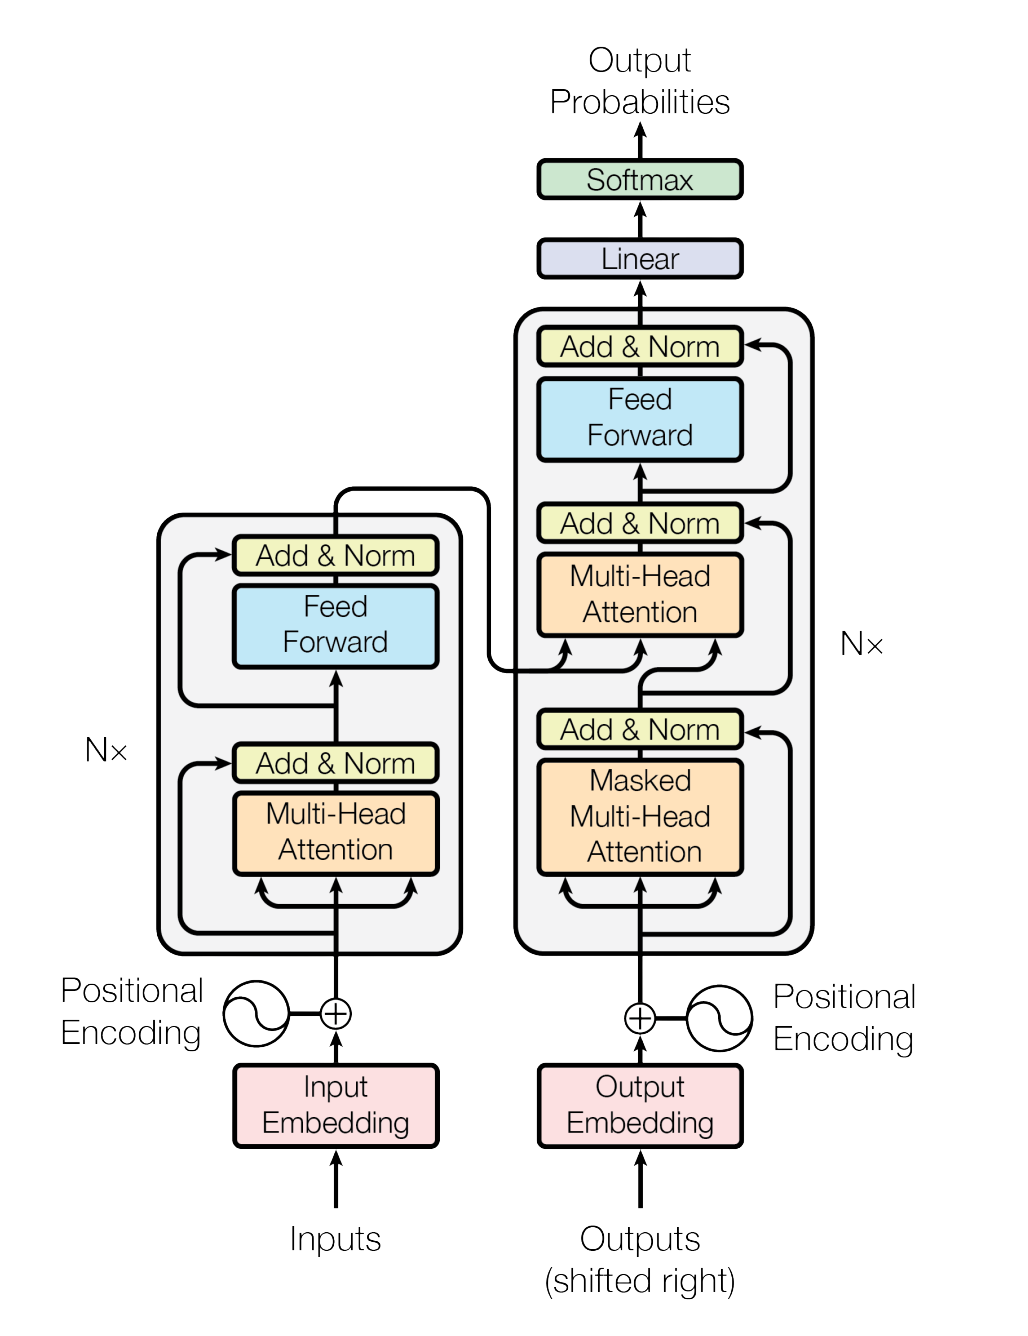 Output
Probabilities
Softmax
Linear
Add & Norm
Feed
Forward
Add & Norm
Multi-Head
Attention
N×
Add & Norm
Masked
Multi-Head
Attention
Add & Norm
Feed
Forward
N×
Add & Norm
Multi-Head
Attention
Positional
Encoding
Positional
Encoding
Input
Embedding
Output
Embedding
Inputs
Outputs
(shifted right)